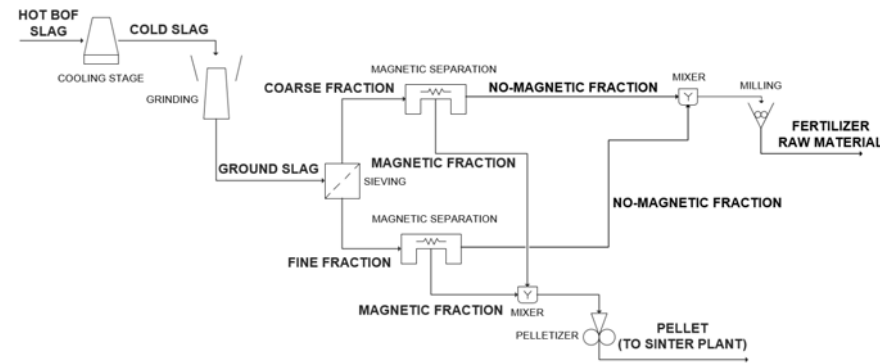 HOT BOF
SLAG
COLD SLAG
COOLING STAGE
GRINDING
GROUND SLAG
COARSE FRACTION
SIEVING
FINE FRACTION
MAGNETIC SEPARATION
MAGNETIC FRACTION
NO-MAGNETIC FRACTION
MAGNETIC SEPARATION
MAGNETIC FRACTION
NO-MAGNETIC FRACTION
MIXER
Y
MILLING
FERTILIZER
RAW MATERIAL
Y
MIXER
PELLETIZER
PELLET
(TO SINTER PLANT)